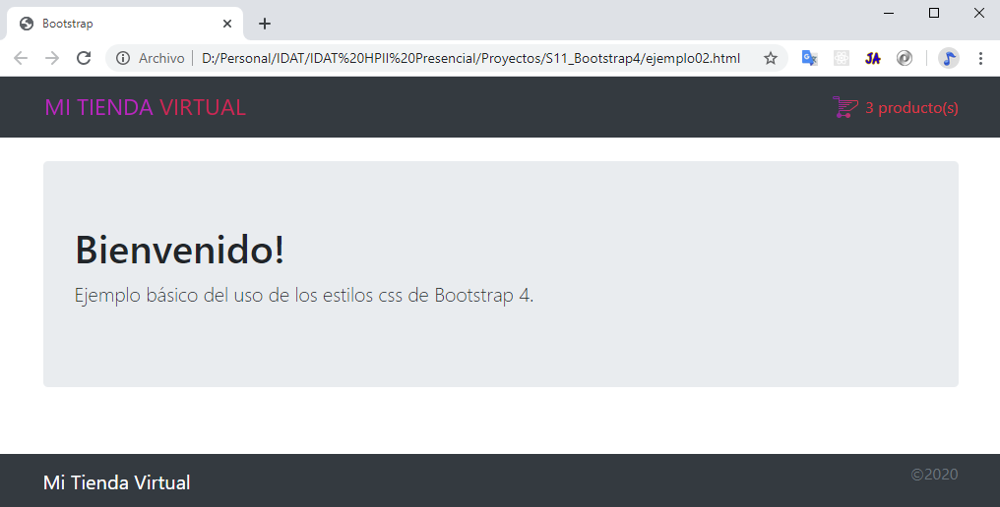 Bootstrap
Archivo D:/Personal/IDAT/IDAT%20HPII%20Presencial/Proyectos/S11_Bootstrap4/ejemplo02.html
JA
MI TIENDA VIRTUAL
3 producto(s)
Bienvenido!
Ejemplo básico del uso de los estilos css de Bootstrap 4.
Mi Tienda Virtual
©2020